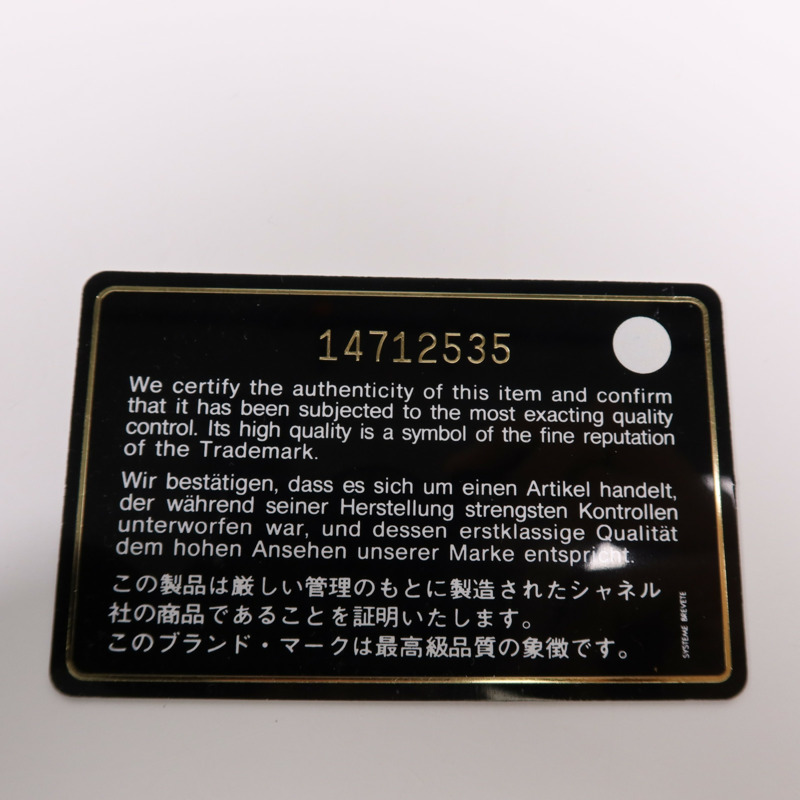 14712535
We certify the authenticity of this item and confirm
that it has been subjected to the most exacting quality
control. Its high quality is a symbol of the fine reputation
of the Trademark.
Wir bestätigen, dass es sich um einen Artikel handelt,
der während seiner Herstellung strengsten Kontrollen
unterworfen war, und dessen erstklassige Qualität
dem hohen Ansehen unserer Marke entspricht.
この製品は厳しい管理のもとに製造されたシャネル
社の商品であることを証明いたします。
このブランド・マークは最高級品質の象徴です。
SYSTEME BREVETE